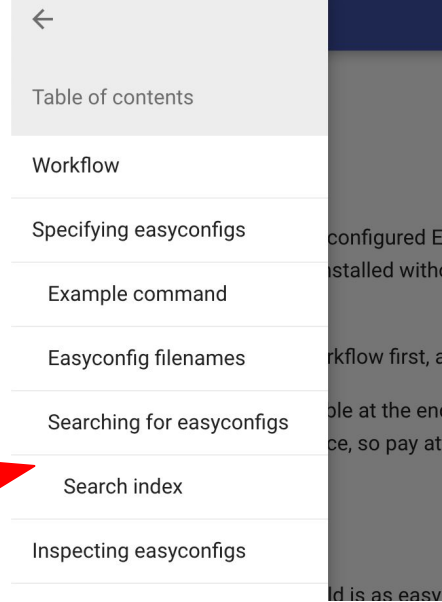 Table of contents
Workflow
Specifying easyconfigs
configured E
Example command
nstalled with
Easyconfig filenames
rkflow first, a
Searching for easyconfigs
ble at the en
ce, so pay at
Search index
Inspecting easyconfigs
ld is as easy